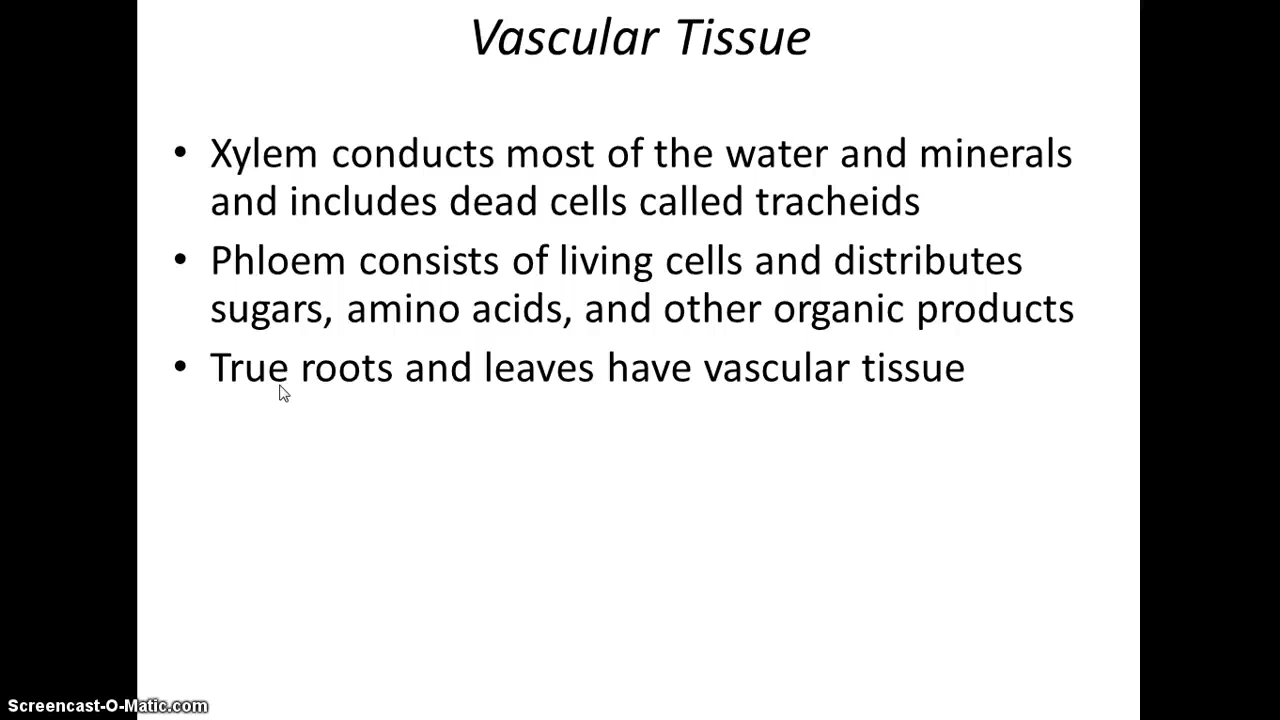 Vascular Tissue
• Xylem conducts most of the water and minerals
and includes dead cells called tracheids
• Phloem consists of living cells and distributes
sugars, amino acids, and other organic products
• True roots and leaves have vascular tissue
Screencast-O-Matic.com